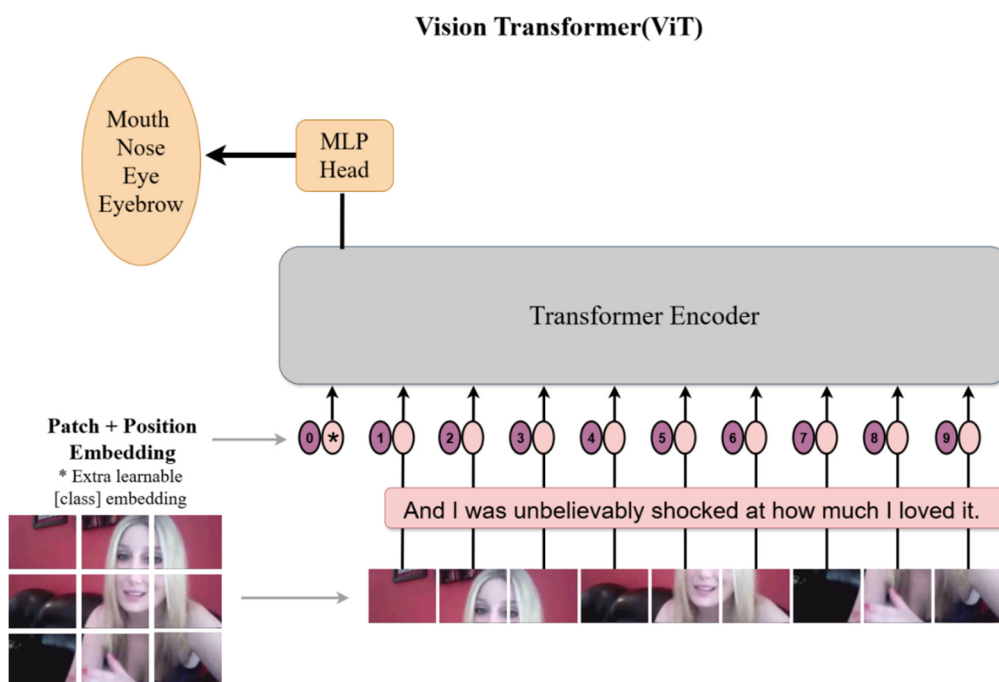 Vision Transformer(ViT)
Mouth
Nose
Eye
Eyebrow
MLP
Head
Transformer Encoder
Patch + Position
Embedding
* Extra learnable
[class] embedding
0 * 1 2 3 4 5 6 7 8 9
And I was unbelievably shocked at how much I loved it.